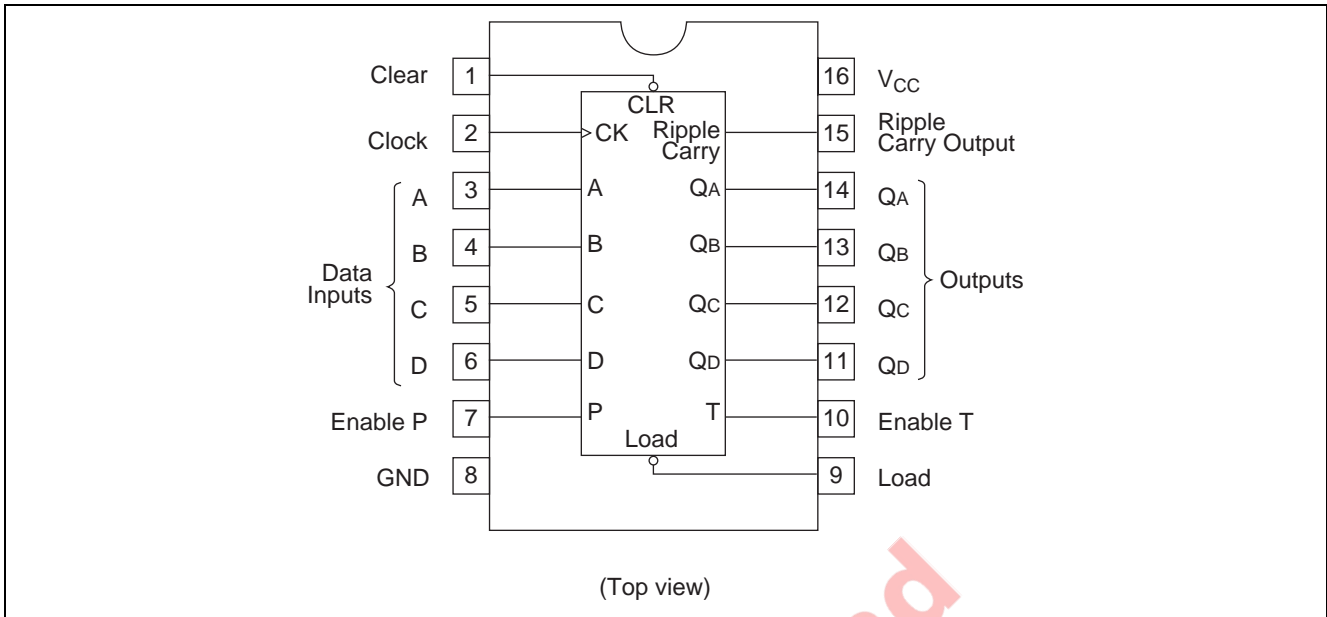 Clear 1
CLR
16 VCC
Clock 2
CK
Ripple Carry
15 Ripple Carry Output
Data Inputs
A 3
A
QA
14 QA
B 4
B
QB
13 QB
C 5
C
QC
12 QC
D 6
D
QD
11 QD
Outputs
Enable P 7
P
T
10 Enable T
GND 8
Load
9 Load
(Top view)